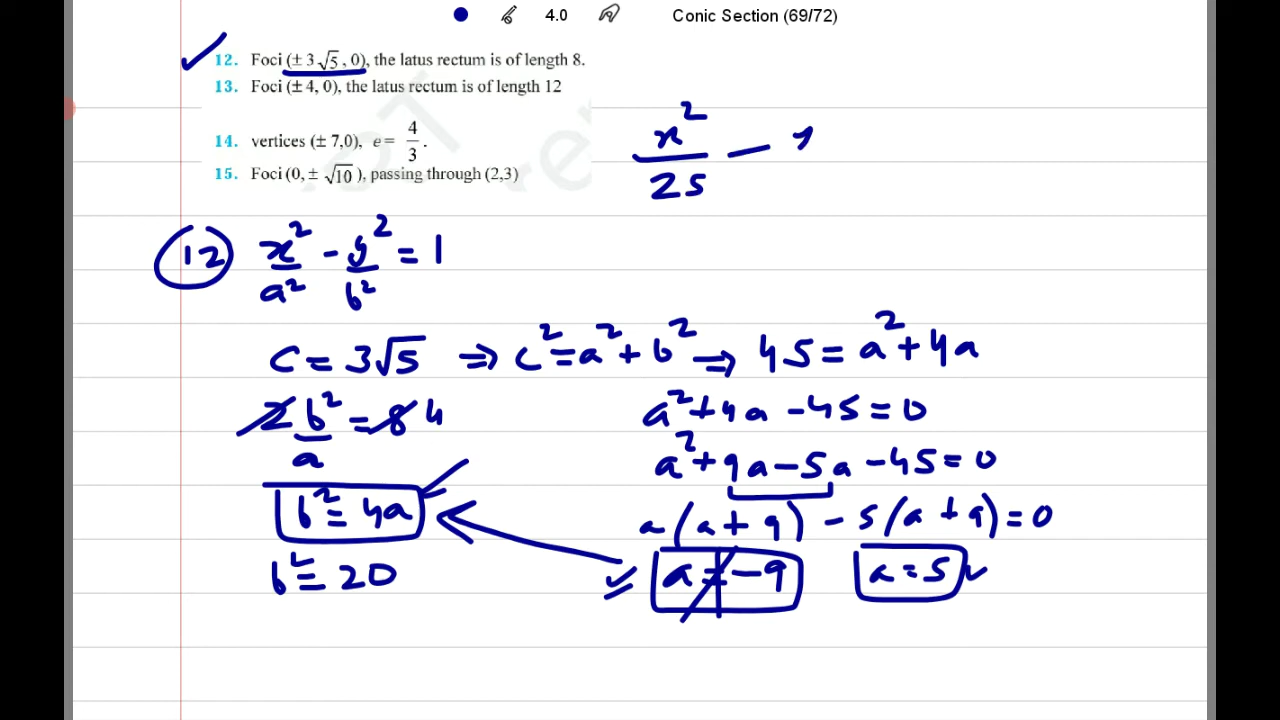 4.0 Conic Section (69/72)
12. Foci (± 3√5, 0), the latus rectum is of length 8.
13. Foci (± 4, 0), the latus rectum is of length 12
14. vertices (± 7,0), e = 4/3.
15. Foci (0, ± √10), passing through (2,3)
x²/25 −
12 x²/a² - y²/b² = 1
c = 3√5 ⇒ c² = a² + b² ⇒ 45 = a² + 4a
2b²/a = 8 4
a² + 4a - 45 = 0
a² + 9a - 5a - 45 = 0
b² = 4a
a(a + 9) - 5(a + 9) = 0
b² = 20
a = -9
a = 5